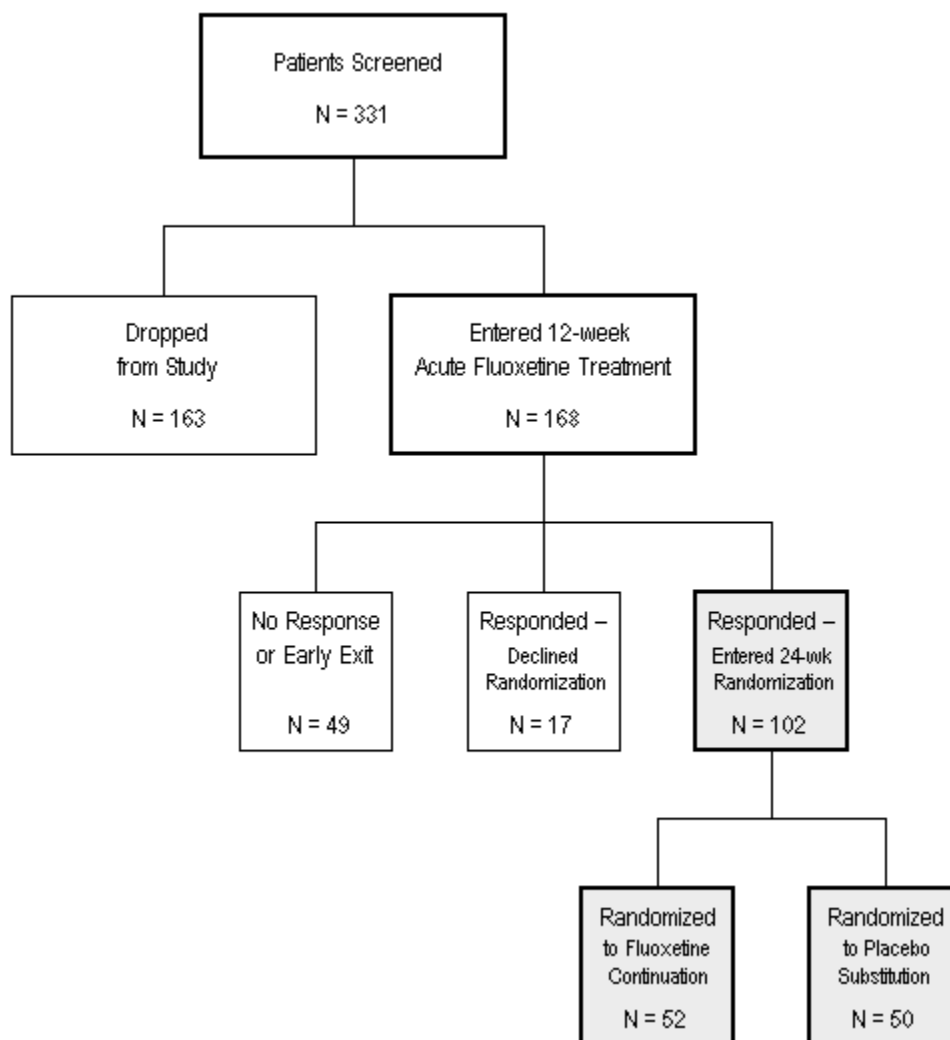 Patients Screened
N = 331
Dropped
from Study
N = 163
Entered 12-week
Acute Fluoxetine Treatment
N = 168
No Response
or Early Exit
N = 49
Responded –
Declined
Randomization
N = 17
Responded –
Entered 24-wk
Randomization
N = 102
Randomized
to Fluoxetine
Continuation
N = 52
Randomized
to Placebo
Substitution
N = 50